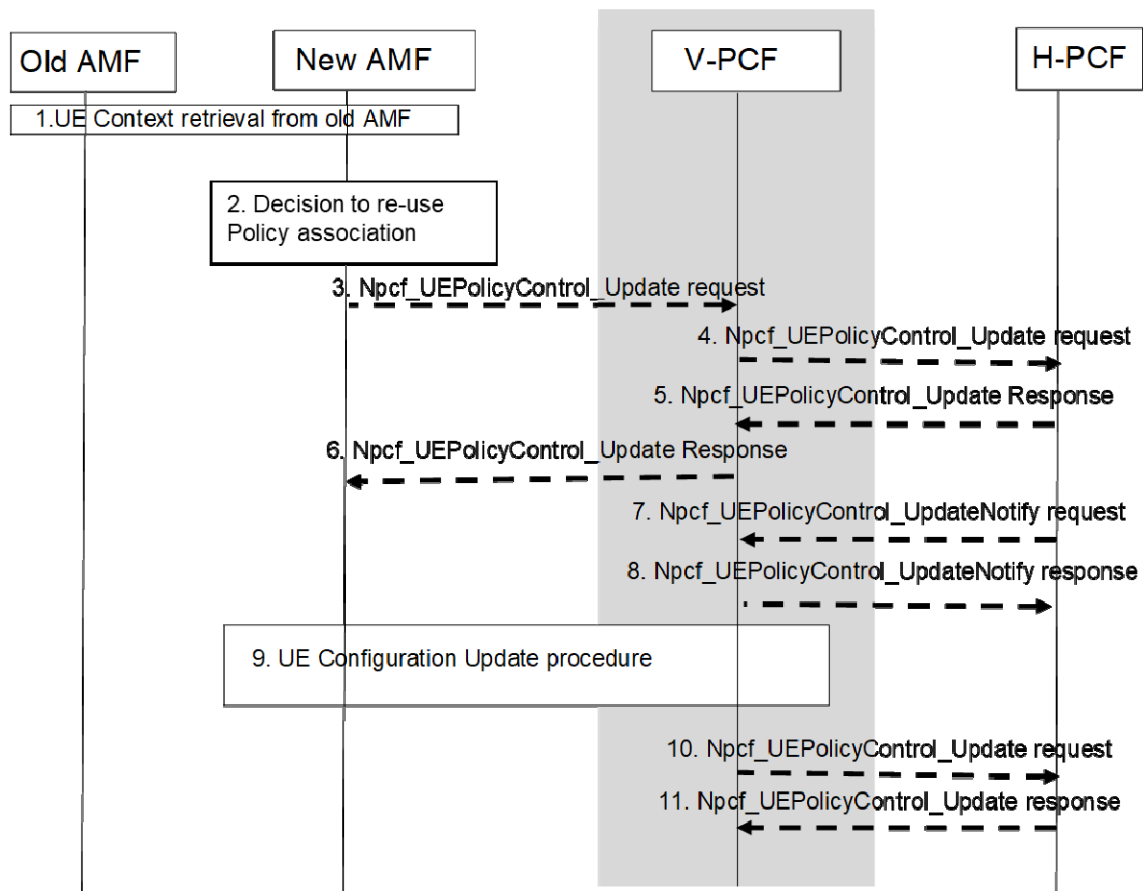 Old AMF
New AMF
V-PCF
H-PCF
1.UE Context retrieval from old AMF
2. Decision to re-use
Policy association
3. Npcf_UEPolicyControl_Update request
4. Npcf_UEPolicyControl_Update request
5. Npcf_UEPolicyControl_Update Response
6. Npcf_UEPolicyControl_Update Response
7. Npcf_UEPolicyControl_UpdateNotify request
8. Npcf_UEPolicyControl_UpdateNotify response
9. UE Configuration Update procedure
10. Npcf_UEPolicyControl_Update request
11. Npcf_UEPolicyControl_Update response